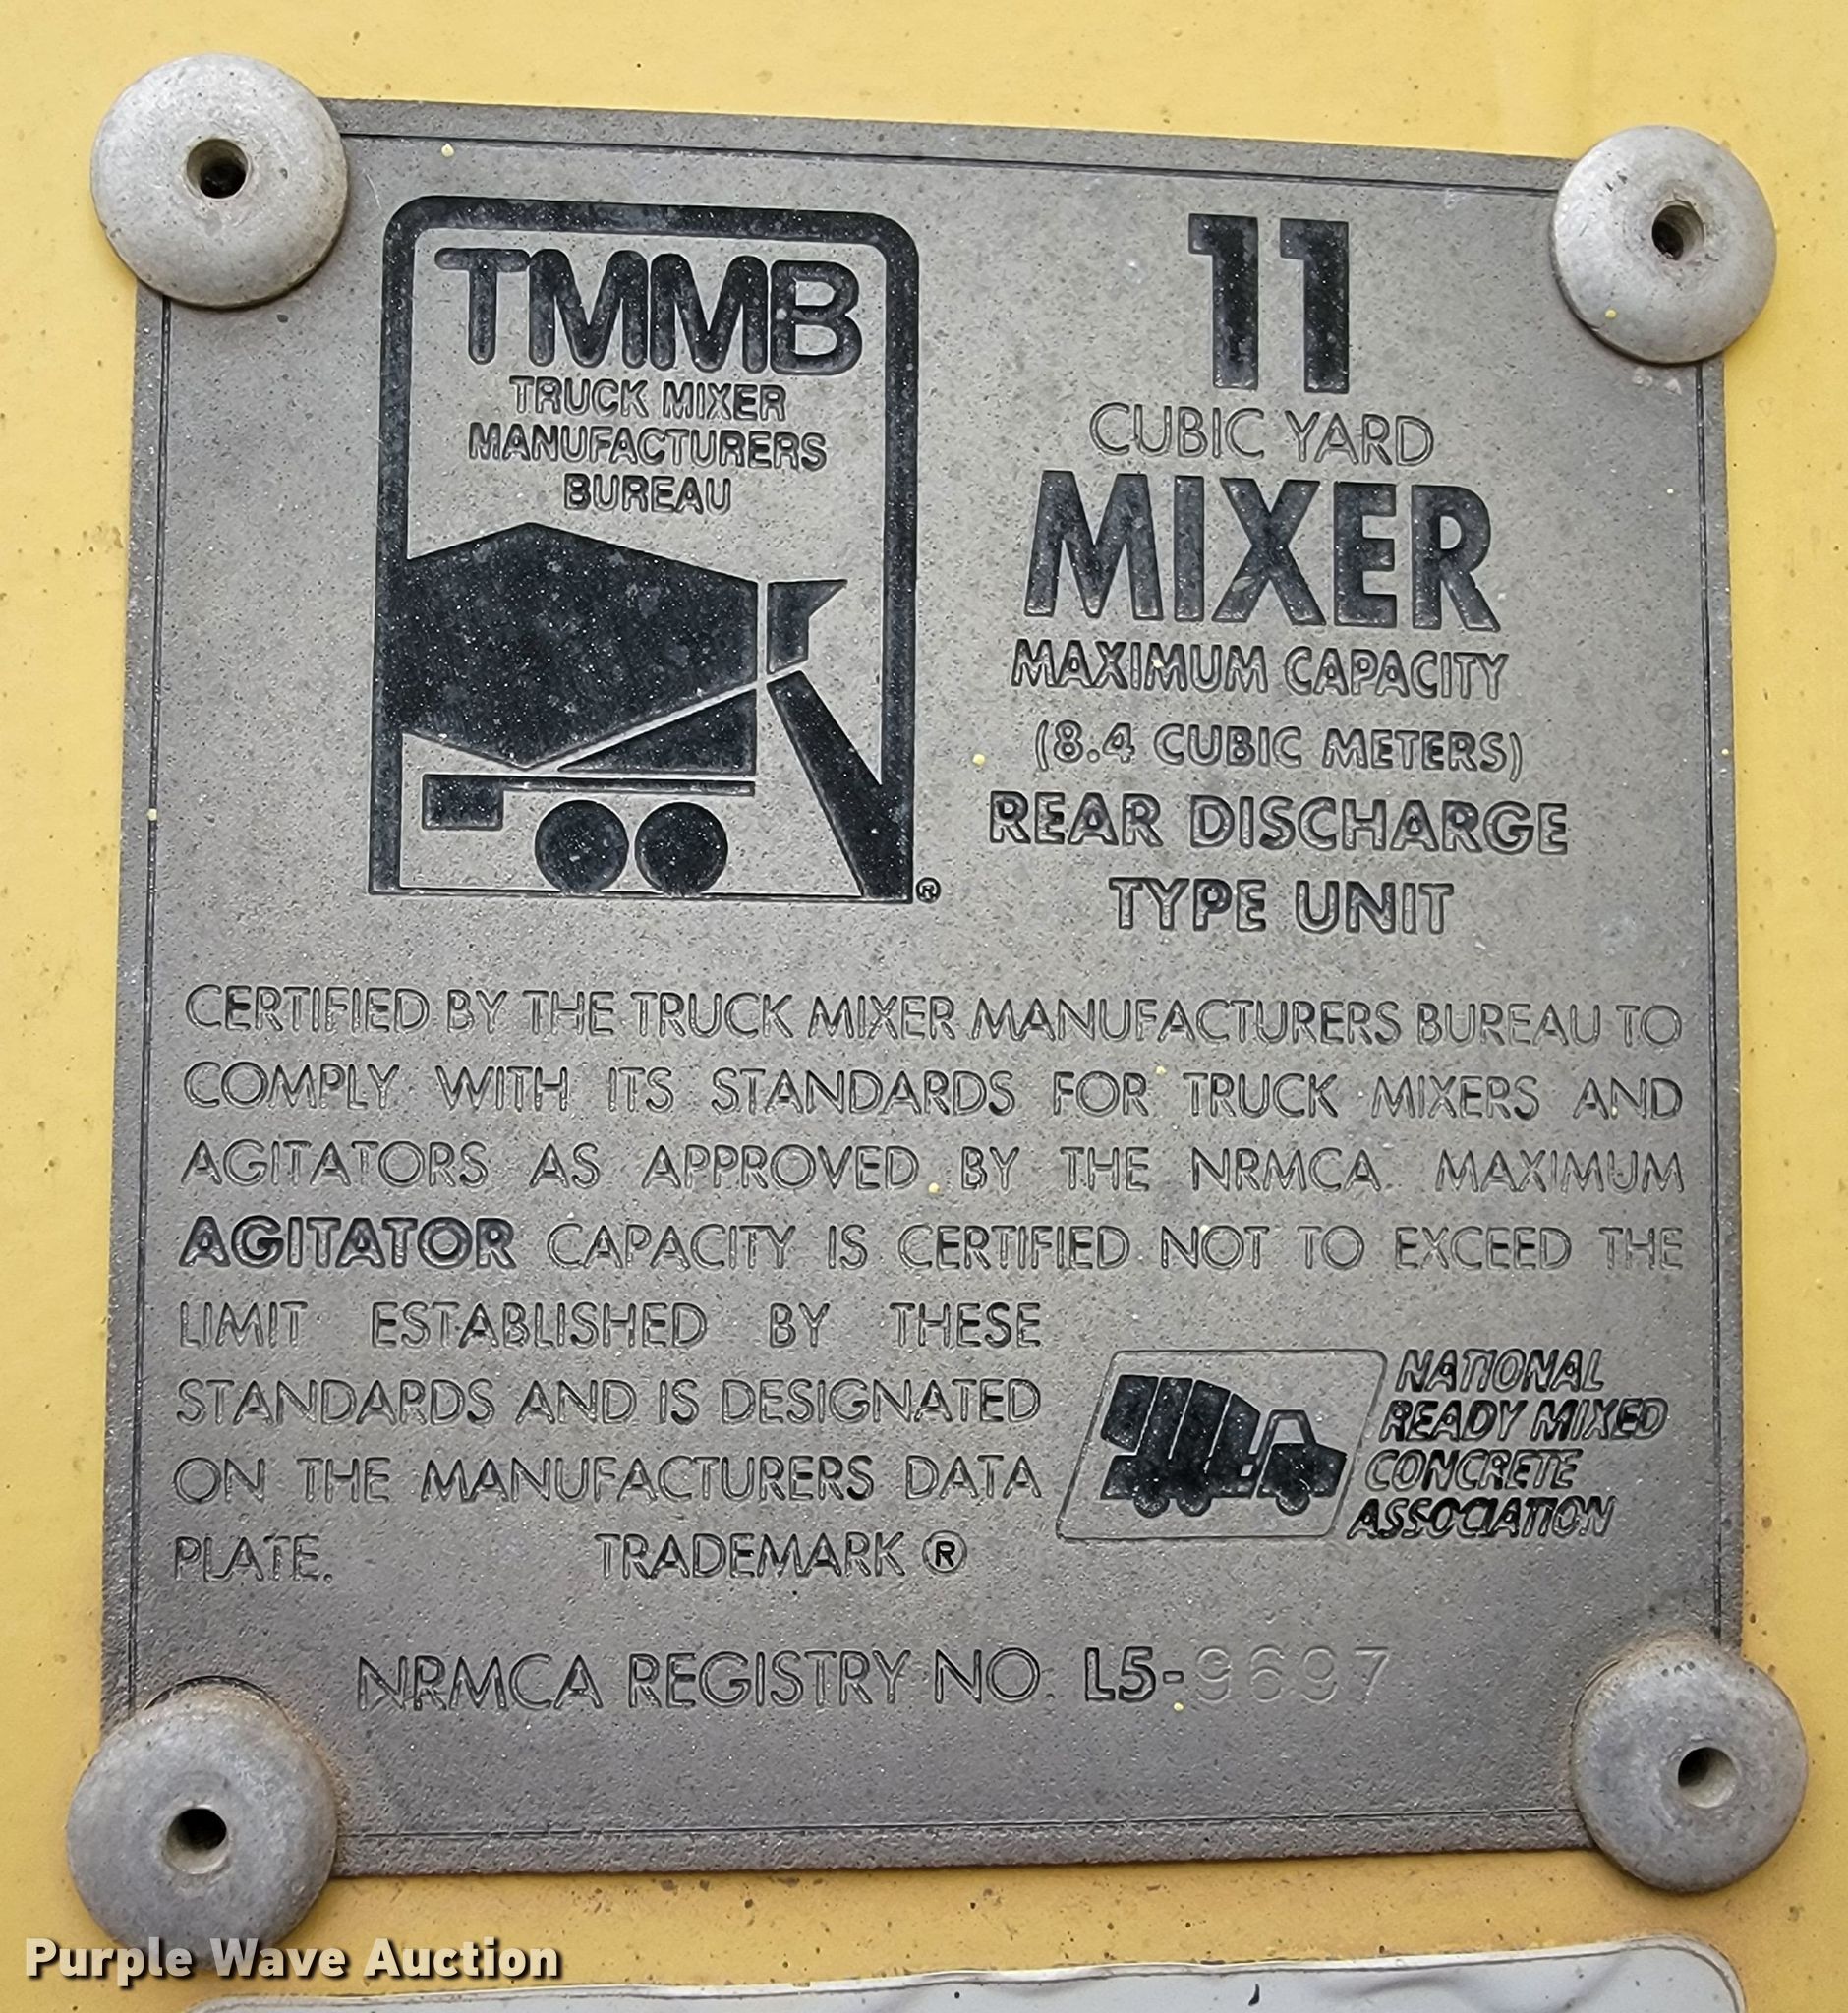 TMMB
TRUCK MIXER
MANUFACTURERS
BUREAU
®
11
CUBIC YARD
MIXER
MAXIMUM CAPACITY
(8.4 CUBIC METERS)
REAR DISCHARGE
TYPE UNIT
CERTIFIED BY THE TRUCK MIXER MANUFACTURERS BUREAU TO
COMPLY WITH ITS STANDARDS FOR TRUCK MIXERS AND
AGITATORS AS APPROVED BY THE NRMCA MAXIMUM
AGITATOR CAPACITY IS CERTIFIED NOT TO EXCEED THE
LIMIT ESTABLISHED BY THESE
STANDARDS AND IS DESIGNATED
ON THE MANUFACTURERS DATA
PLATE. TRADEMARK ®
NATIONAL
READY MIXED
CONCRETE
ASSOCIATION
NRMCA REGISTRY NO. L5-9697
Purple Wave Auction